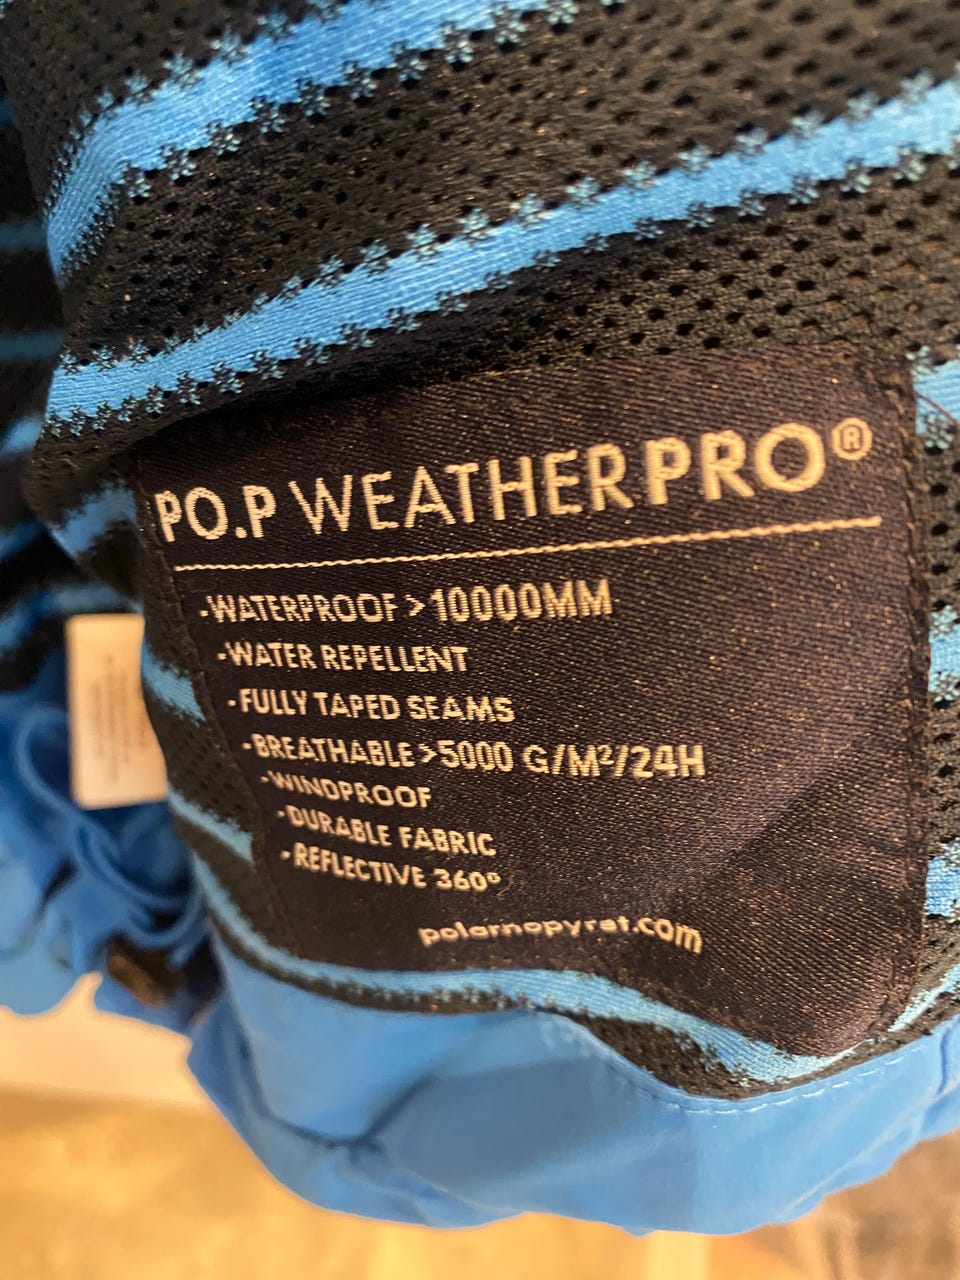 PO.P WEATHERPRO®
-WATERPROOF >10000MM
-WATER REPELLENT
-FULLY TAPED SEAMS
-BREATHABLE >5000 G/M²/24H
-WINDPROOF
-DURABLE FABRIC
-REFLECTIVE 360°
polarnopyret.com